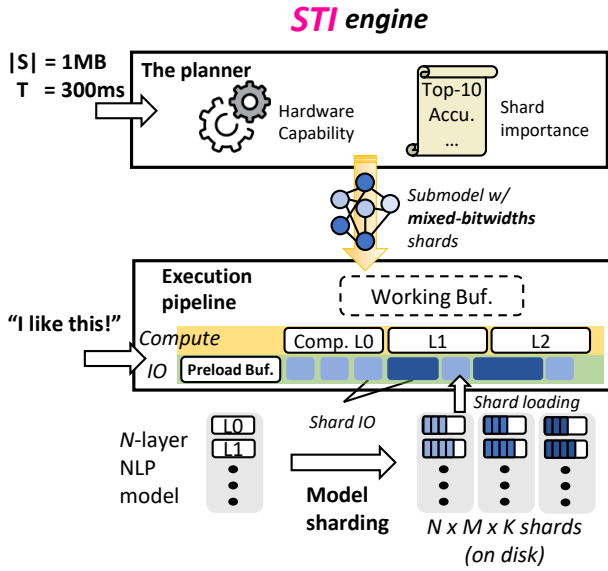 STI engine
|S| = 1MB
T = 300ms
The planner
Hardware
Capability
Top-10
Accu.
...
Shard
importance
Submodel w/
mixed-bitwidths
shards
Execution
pipeline
Working Buf.
"I like this!"
Compute
Comp. L0
L1
L2
IO
Preload Buf.
Shard IO
Shard loading
N-layer
NLP
model
L0
L1
Model
sharding
N x M x K shards
(on disk)